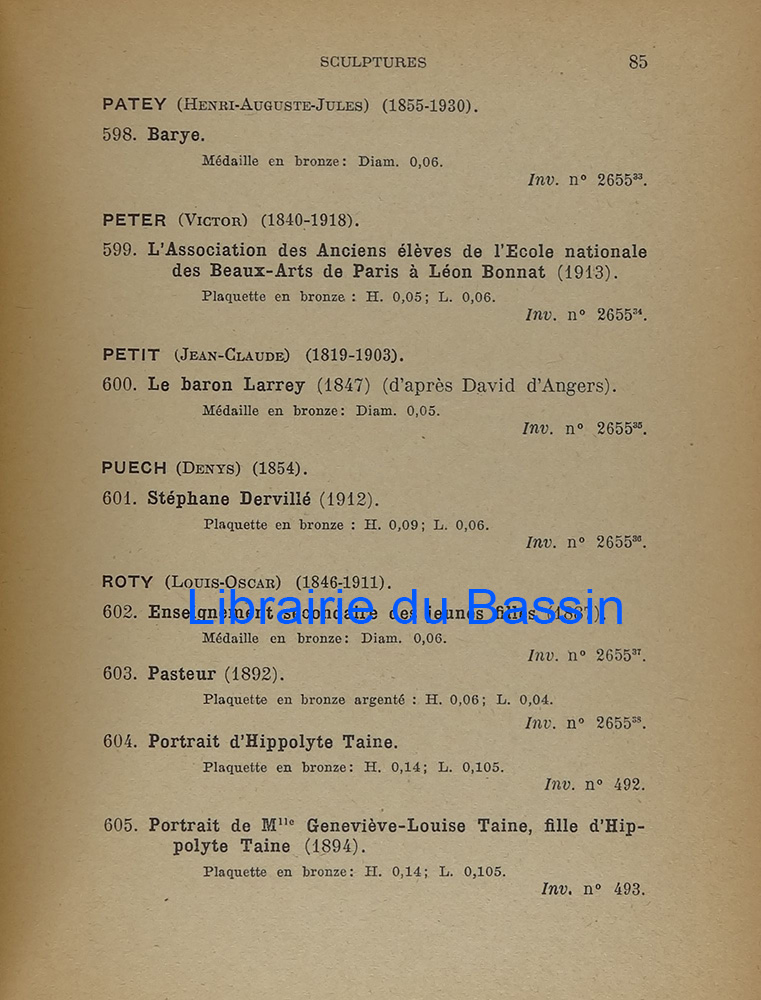 SCULPTURES 85
PATEY (Henri-Auguste-Jules) (1855-1930).
598. Barye.
Médaille en bronze: Diam. 0,06.
Inv. n° 2655³³.
PETER (Victor) (1840-1918).
599. L'Association des Anciens élèves de l'Ecole nationale
des Beaux-Arts de Paris à Léon Bonnat (1913).
Plaquette en bronze : H. 0,05; L. 0,06.
Inv. n° 2655³⁴.
PETIT (Jean-Claude) (1819-1903).
600. Le baron Larrey (1847) (d'après David d'Angers).
Médaille en bronze: Diam. 0,05.
Inv. n° 2655³⁵.
PUECH (Denys) (1854).
601. Stéphane Dervillé (1912).
Plaquette en bronze : H. 0,09; L. 0,06.
Inv. n° 2655³⁶.
ROTY (Louis-Oscar) (1846-1911).
602. Enseignement secondaire des jeunes filles (1887).
Librairie du Bassin
Médaille en bronze: Diam. 0,06.
Inv. n° 2655³⁷.
603. Pasteur (1892).
Plaquette en bronze argenté : H. 0,06; L. 0,04.
Inv. n° 2655³⁸.
604. Portrait d'Hippolyte Taine.
Plaquette en bronze: H. 0,14; L. 0,105.
Inv. n° 492.
605. Portrait de Mˡˡᵉ Geneviève-Louise Taine, fille d'Hip-
polyte Taine (1894).
Plaquette en bronze: H. 0,14; L. 0,105.
Inv. n° 493.